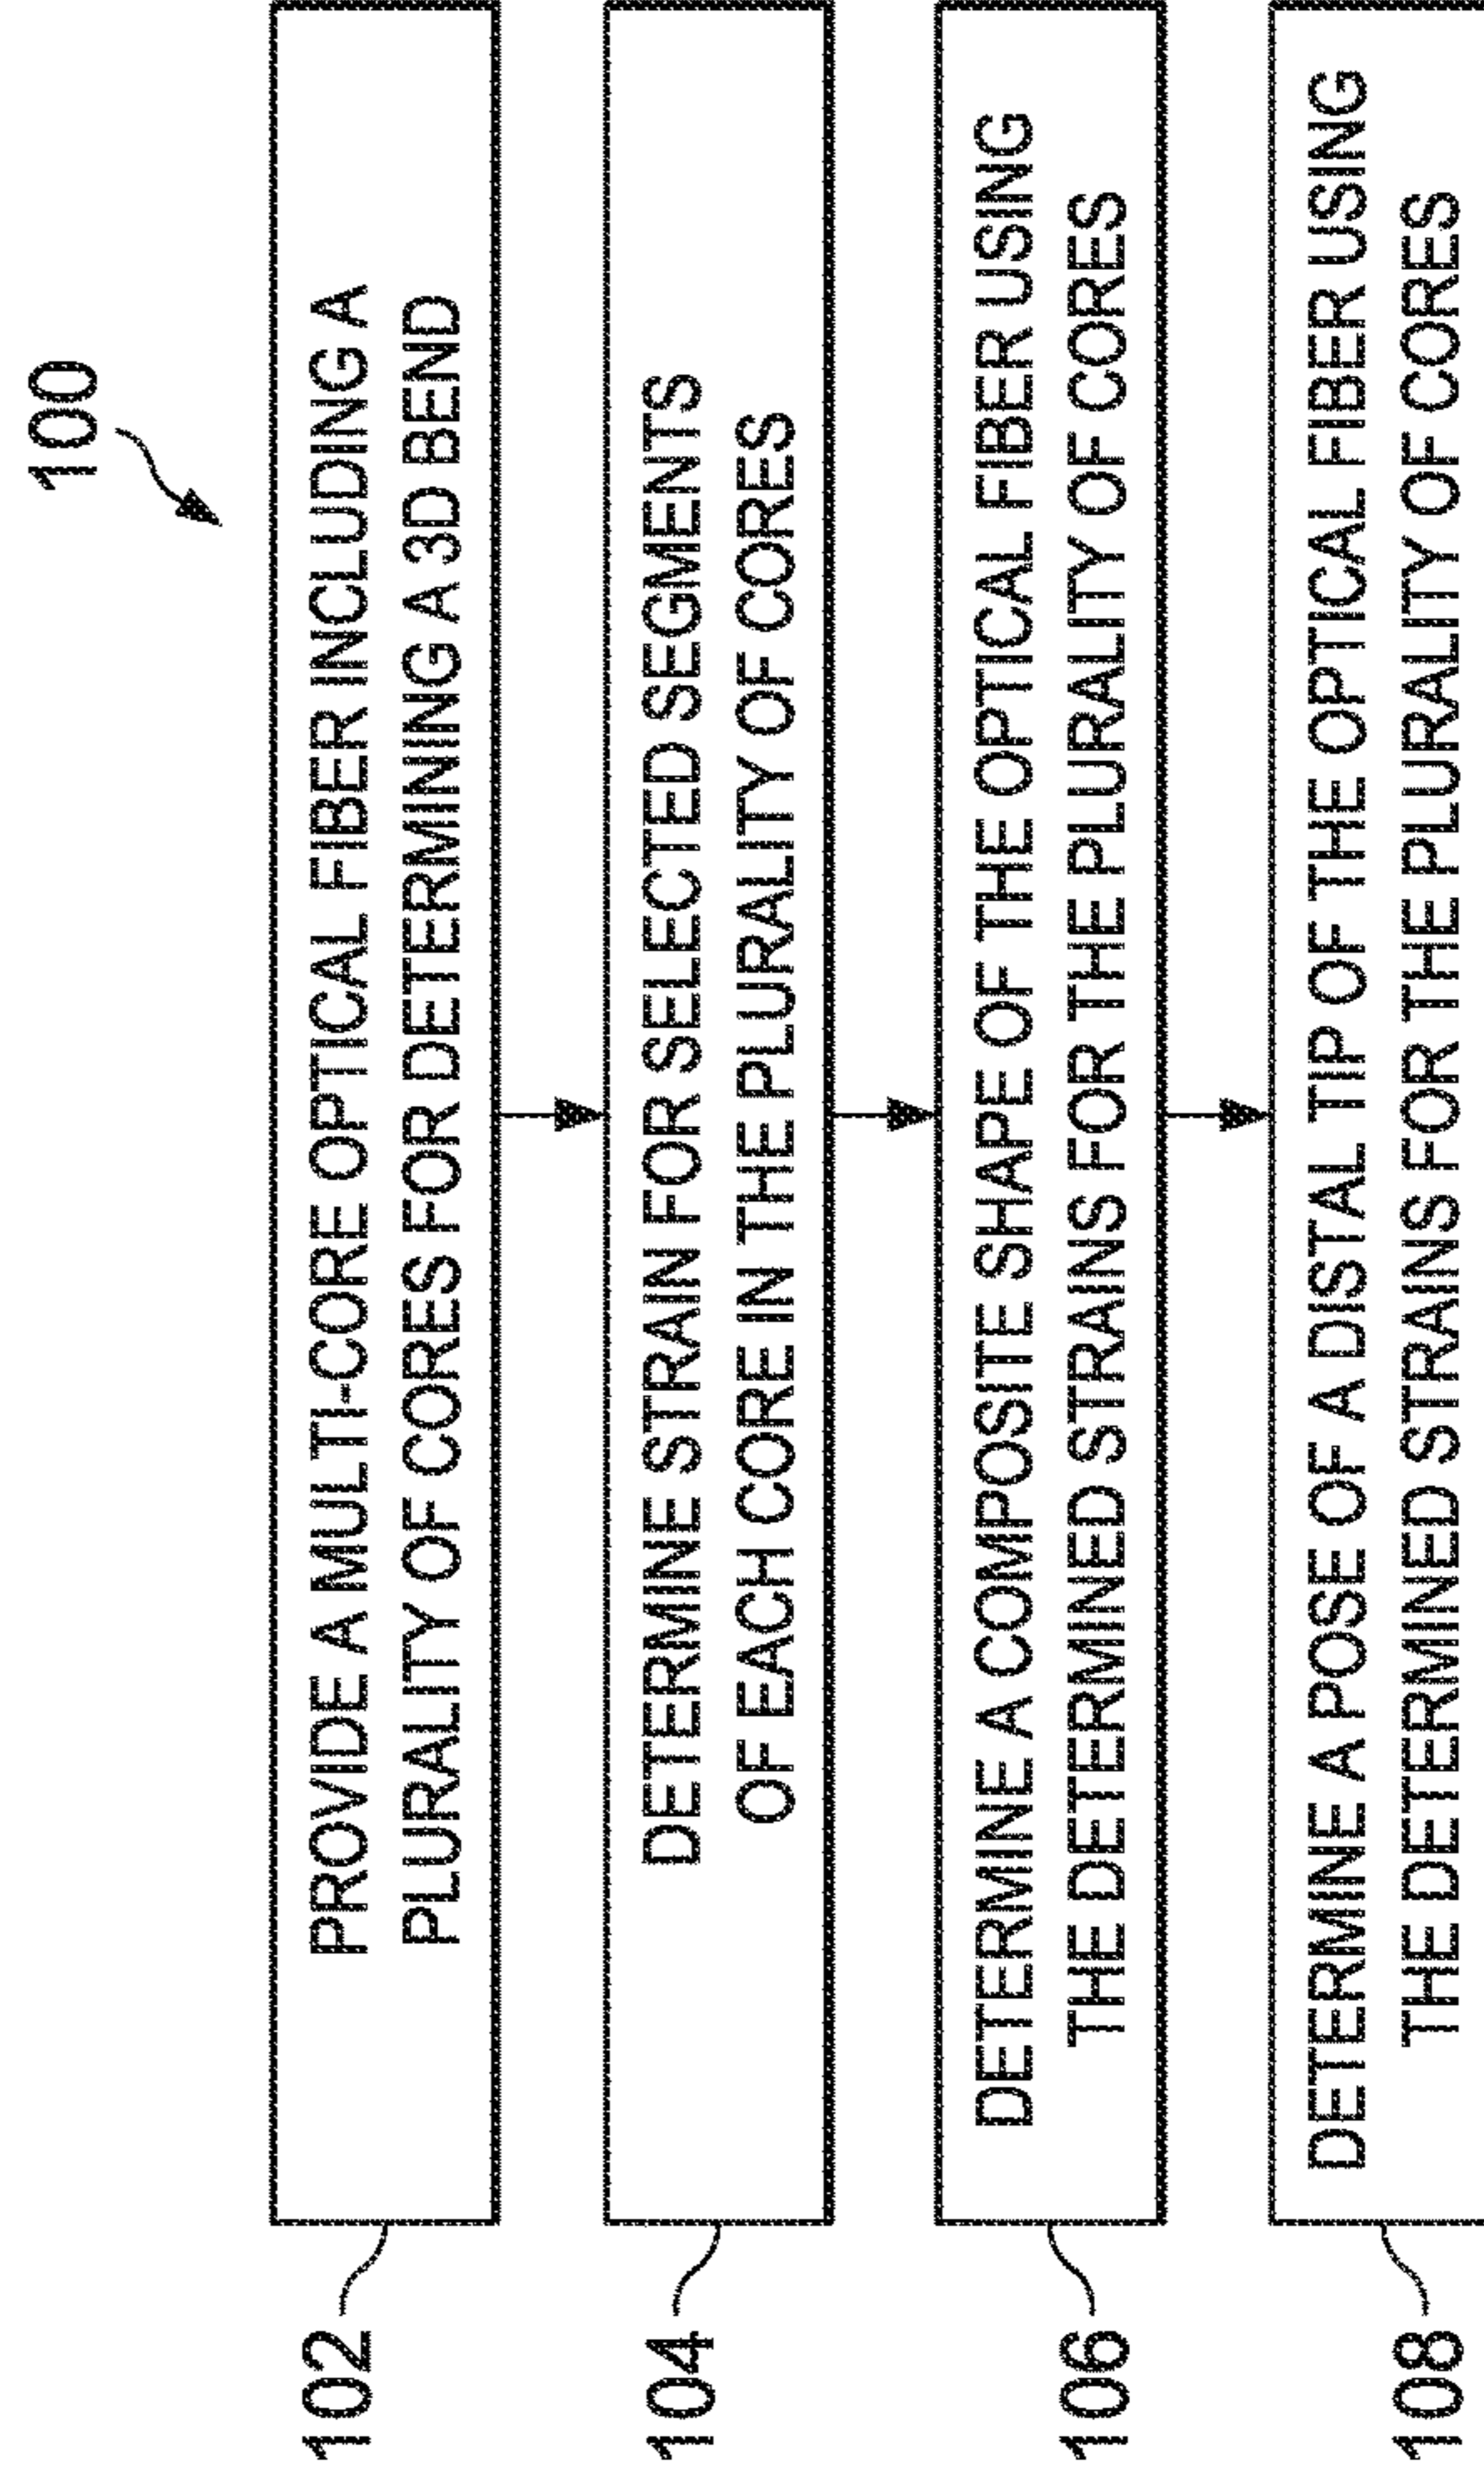 100
102
PROVIDE A MULTI-CORE OPTICAL FIBER INCLUDING A
PLURALITY OF CORES FOR DETERMINING A 3D BEND
104
DETERMINE STRAIN FOR SELECTED SEGMENTS
OF EACH CORE IN THE PLURALITY OF CORES
106
DETERMINE A COMPOSITE SHAPE OF THE OPTICAL FIBER USING
THE DETERMINED STRAINS FOR THE PLURALITY OF CORES
108
DETERMINE A POSE OF A DISTAL TIP OF THE OPTICAL FIBER USING
THE DETERMINED STRAINS FOR THE PLURALITY OF CORES